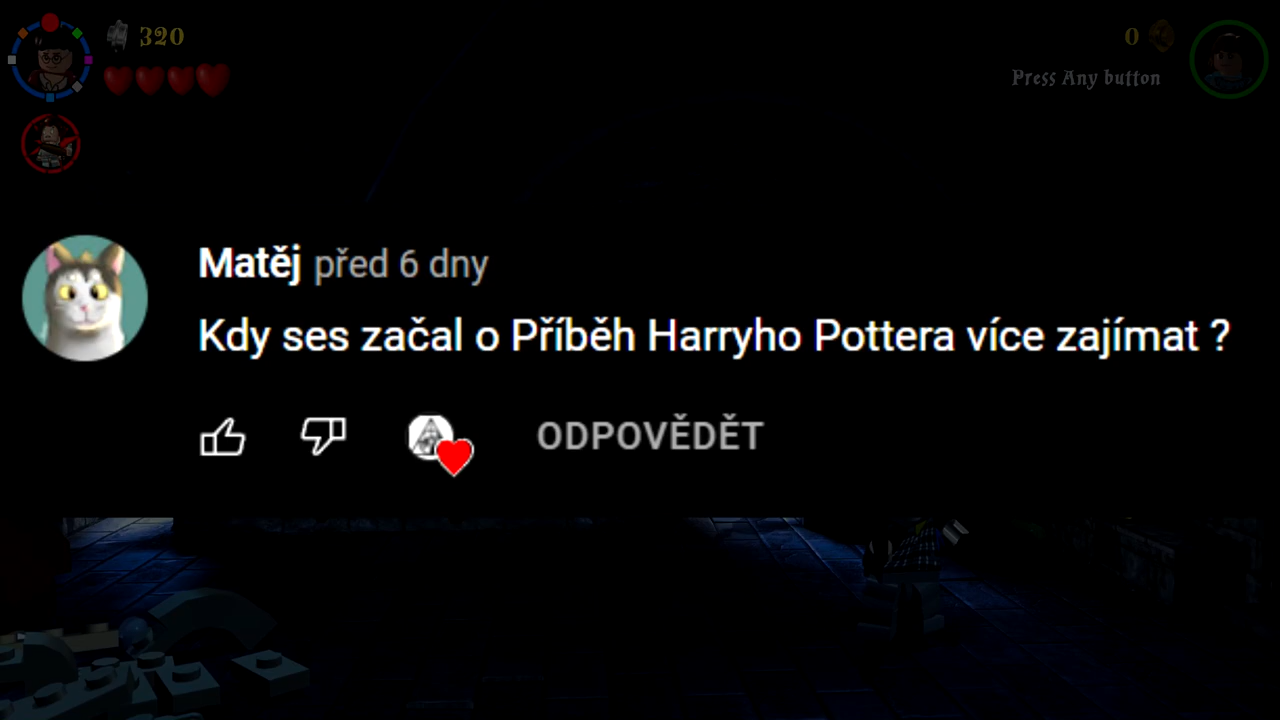 320
0
Press Any button
Matěj před 6 dny
Kdy ses začal o Příběh Harryho Pottera více zajímat ?
ODPOVĚDĚT